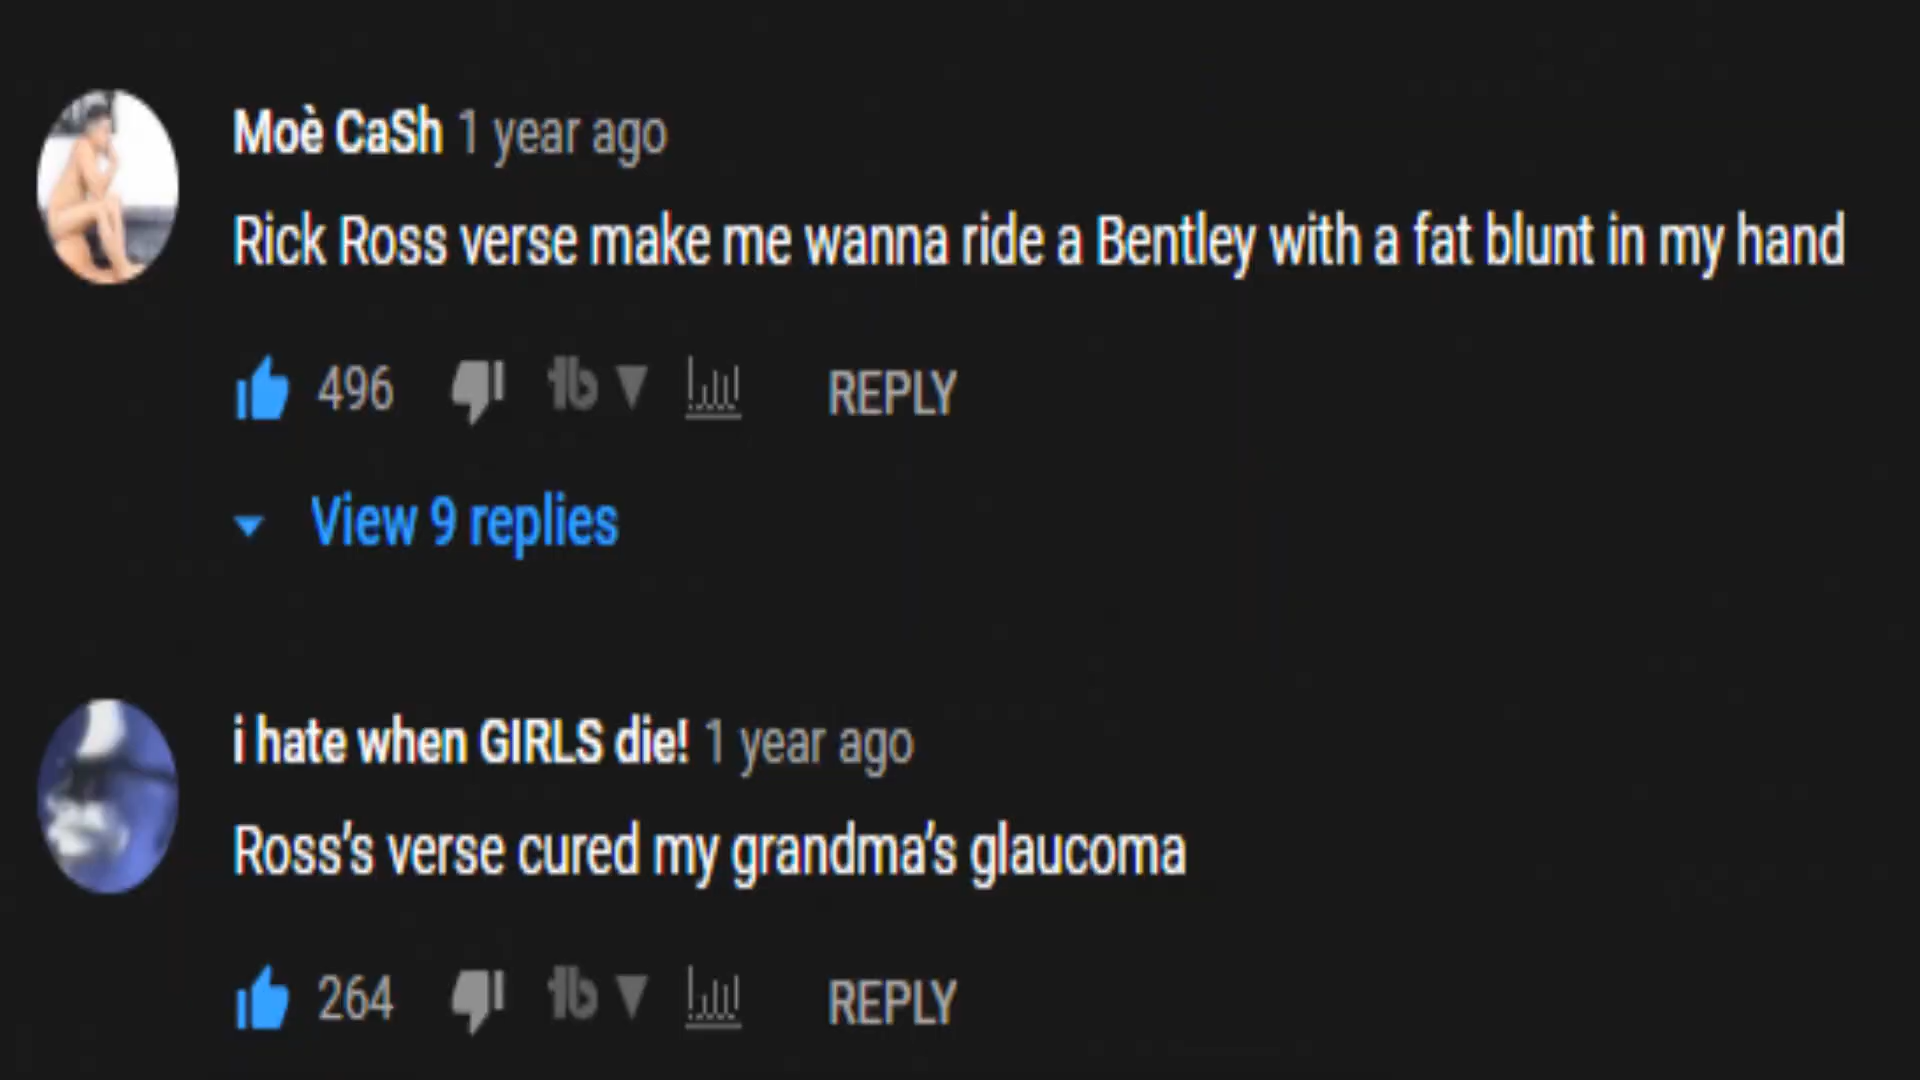 Moè CaSh 1 year ago
Rick Ross verse make me wanna ride a Bentley with a fat blunt in my hand
496 tb REPLY
View 9 replies
i hate when GIRLS die! 1 year ago
Ross’s verse cured my grandma’s glaucoma
264 tb REPLY